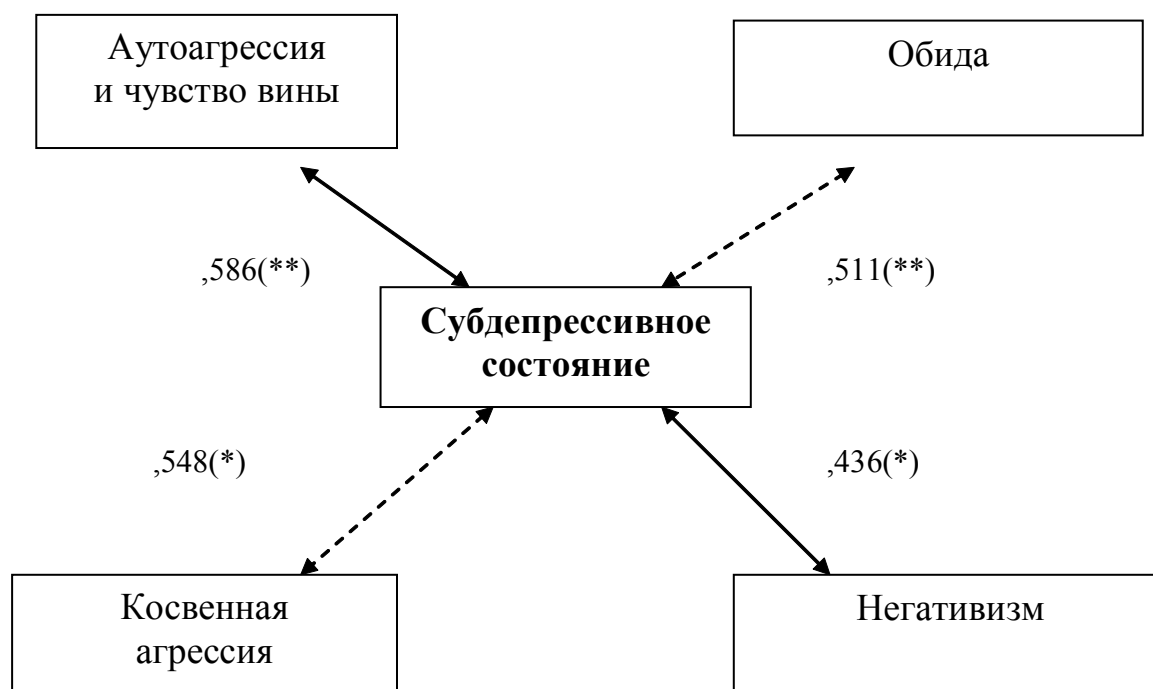 Аутоагрессия
и чувство вины
Обида
,586(**)
,511(**)
Субдепрессивное
состояние
,548(*)
,436(*)
Косвенная
агрессия
Негативизм